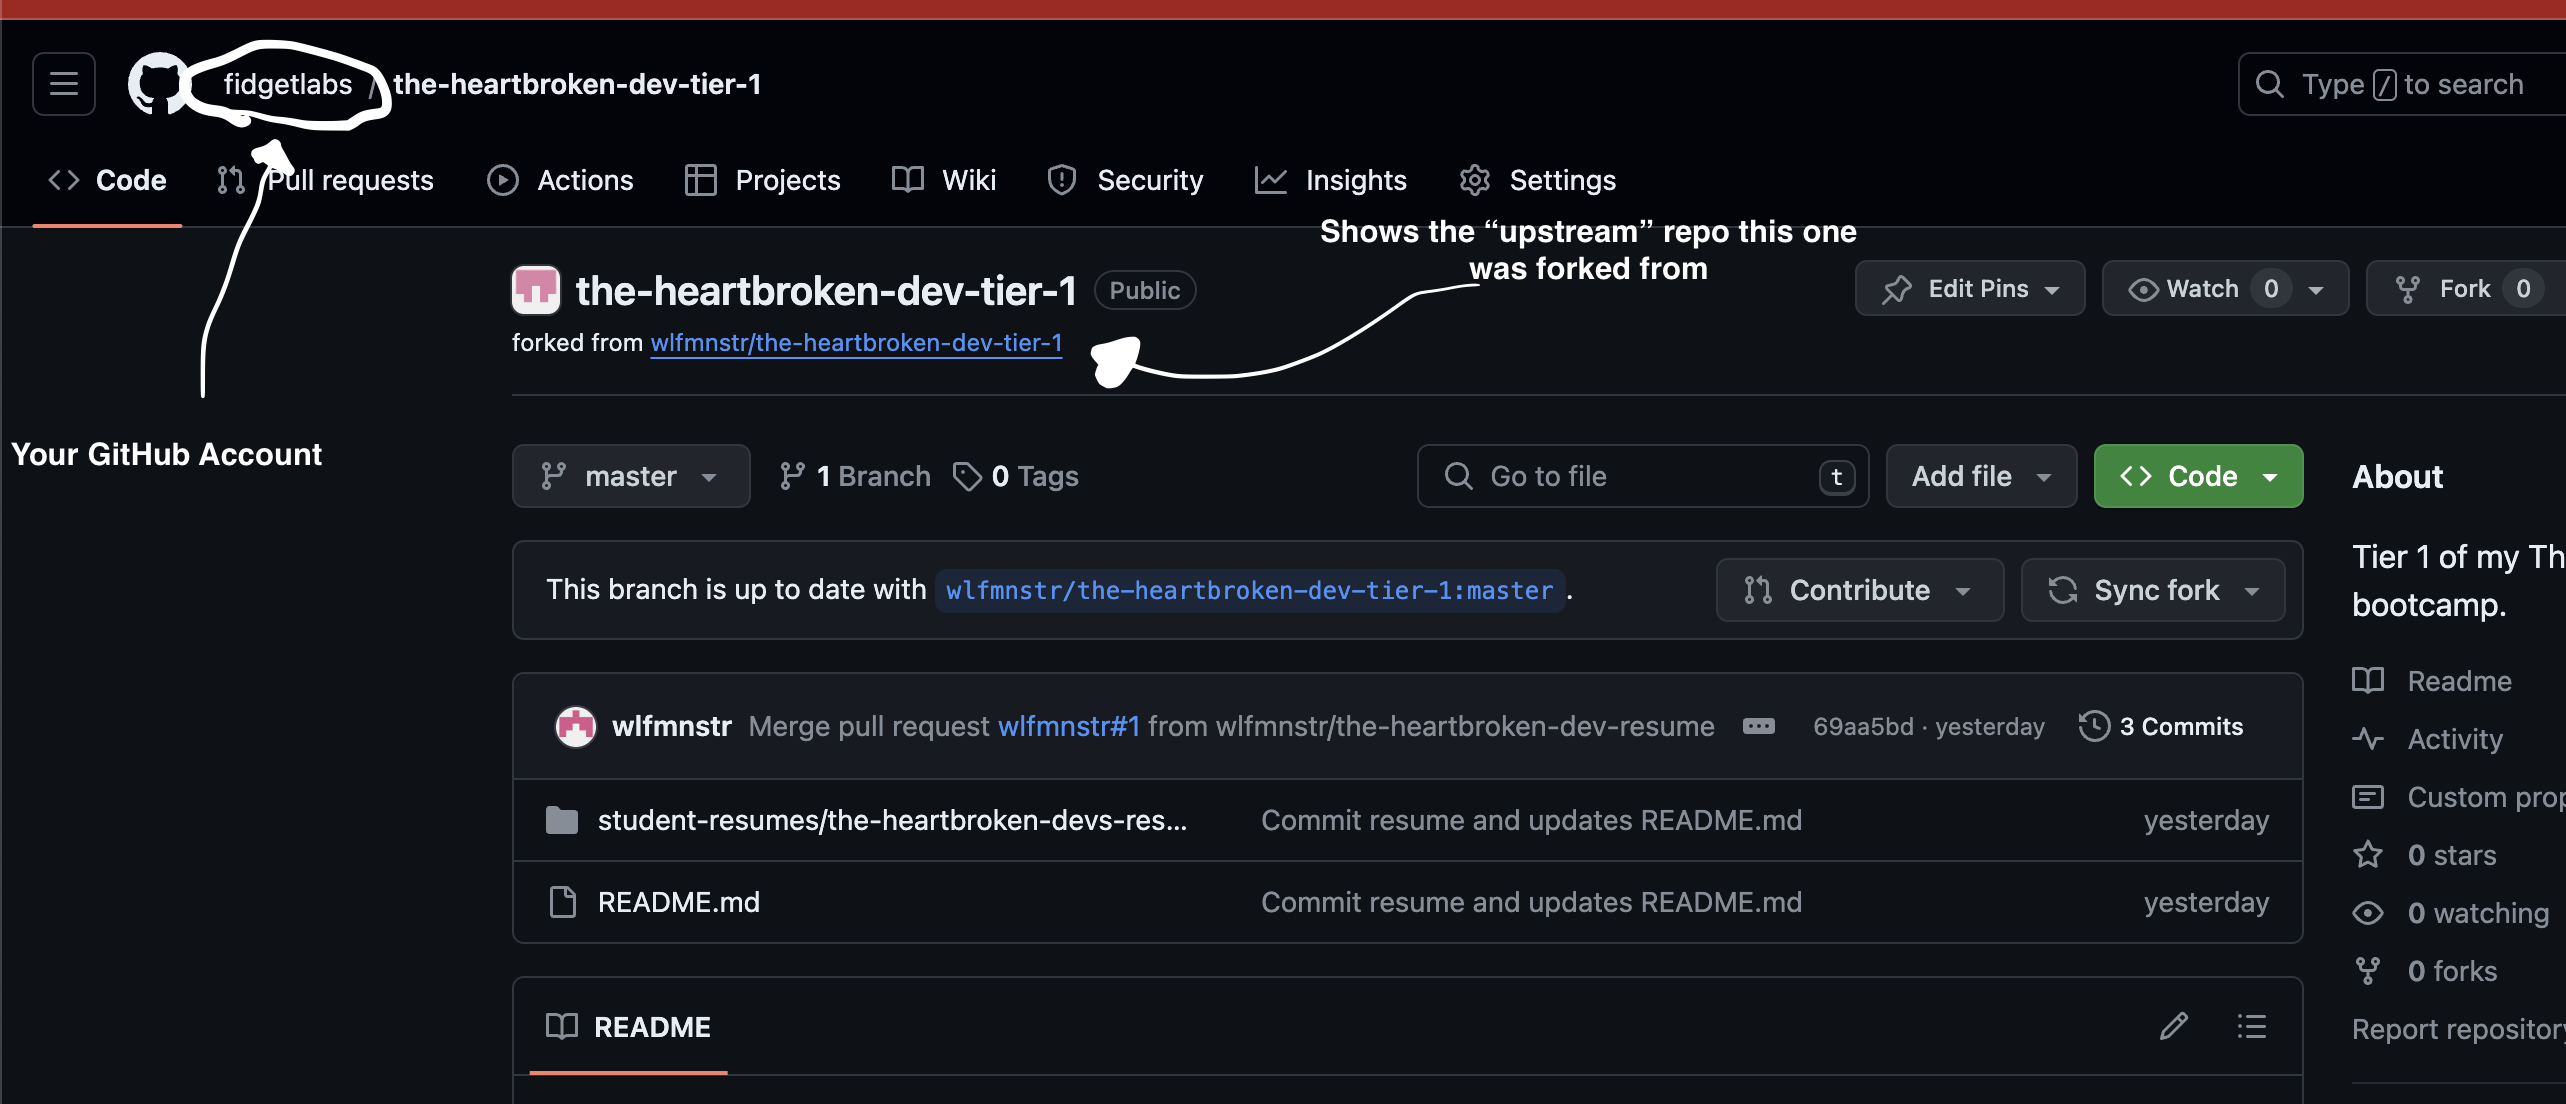 fidgetlabs / the-heartbroken-dev-tier-1
Type / to search
Code Pull requests Actions Projects Wiki Security Insights Settings
Shows the “upstream” repo this one
was forked from
the-heartbroken-dev-tier-1 Public
Edit Pins Watch 0 Fork 0
forked from wlfmnstr/the-heartbroken-dev-tier-1
Your GitHub Account
master 1 Branch 0 Tags Go to file t Add file Code
About
This branch is up to date with wlfmnstr/the-heartbroken-dev-tier-1:master . Contribute Sync fork
Tier 1 of my Th
bootcamp.
wlfmnstr Merge pull request wlfmnstr#1 from wlfmnstr/the-heartbroken-dev-resume ••• 69aa5bd · yesterday 3 Commits
student-resumes/the-heartbroken-devs-res... Commit resume and updates README.md yesterday
README.md Commit resume and updates README.md yesterday
README
Readme
Activity
Custom prop
0 stars
0 watching
0 forks
Report repository